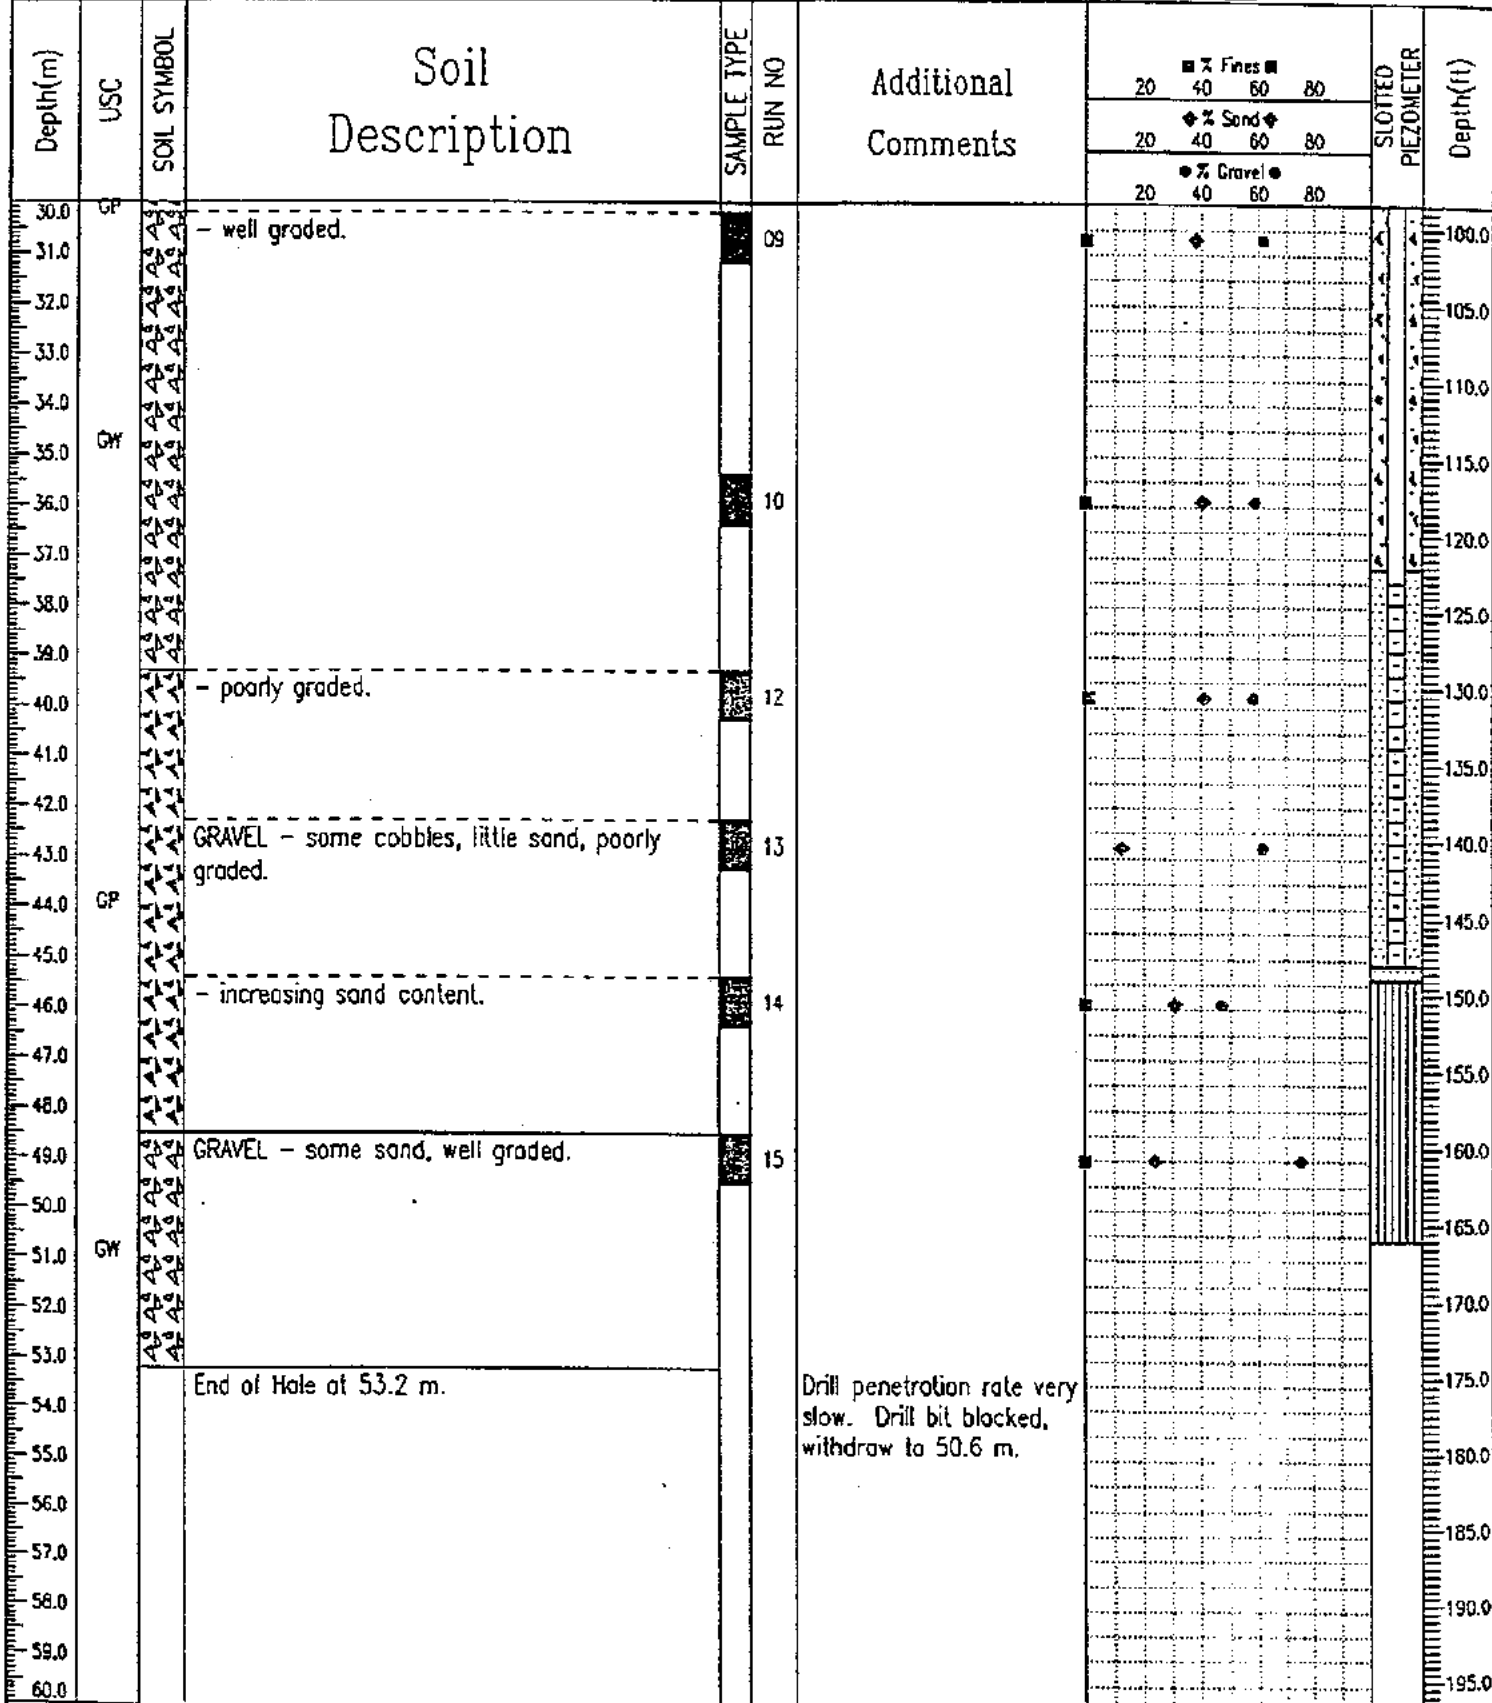 Depth(m)
USC
SOIL SYMBOL
Soil
Description
SAMPLE TYPE
RUN NO
Additional
Comments
■ % Fines ■
20 40 60 80
◆ % Sand ◆
20 40 60 80
● % Gravel ●
20 40 60 80
SLOTTED
PIEZOMETER
Depth(ft)
GP
30.0
- well graded.
09
100.0
31.0
32.0
105.0
33.0
110.0
34.0
GW
35.0
115.0
36.0
10
37.0
120.0
38.0
125.0
39.0
- poorly graded.
12
130.0
40.0
41.0
135.0
42.0
GRAVEL - some cobbles, little sand, poorly
graded.
13
140.0
43.0
GP
44.0
145.0
45.0
- increasing sand content.
14
150.0
46.0
47.0
155.0
48.0
GRAVEL - some sand, well graded.
15
160.0
49.0
50.0
165.0
GW
51.0
52.0
170.0
53.0
End of Hole at 53.2 m.
Drill penetration rate very
slow. Drill bit blocked,
withdraw to 50.6 m.
175.0
54.0
55.0
180.0
56.0
185.0
57.0
58.0
190.0
59.0
60.0
195.0